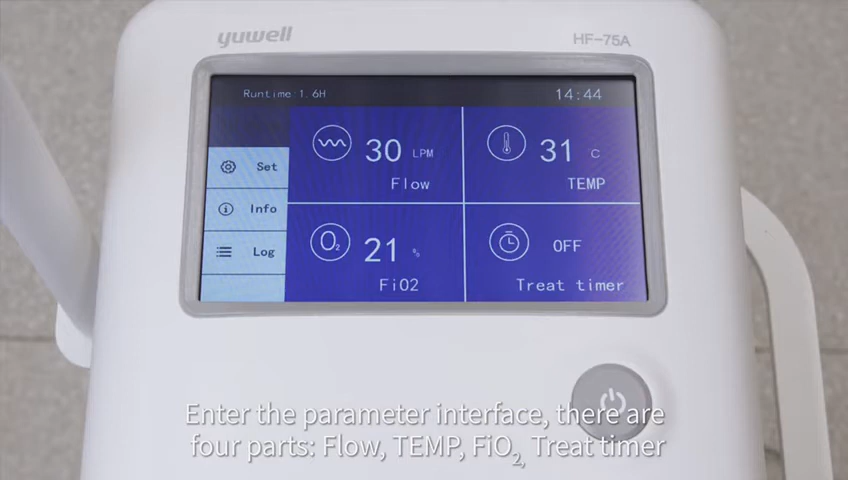 yuwell
HF-75A
Runtime:1.6H
14:44
Set
Info
Log
30 LPM
Flow
31 C
TEMP
O2
21 %
FiO2
OFF
Treat timer
Enter the parameter interface, there are
four parts: Flow, TEMP, FiO₂, Treat timer